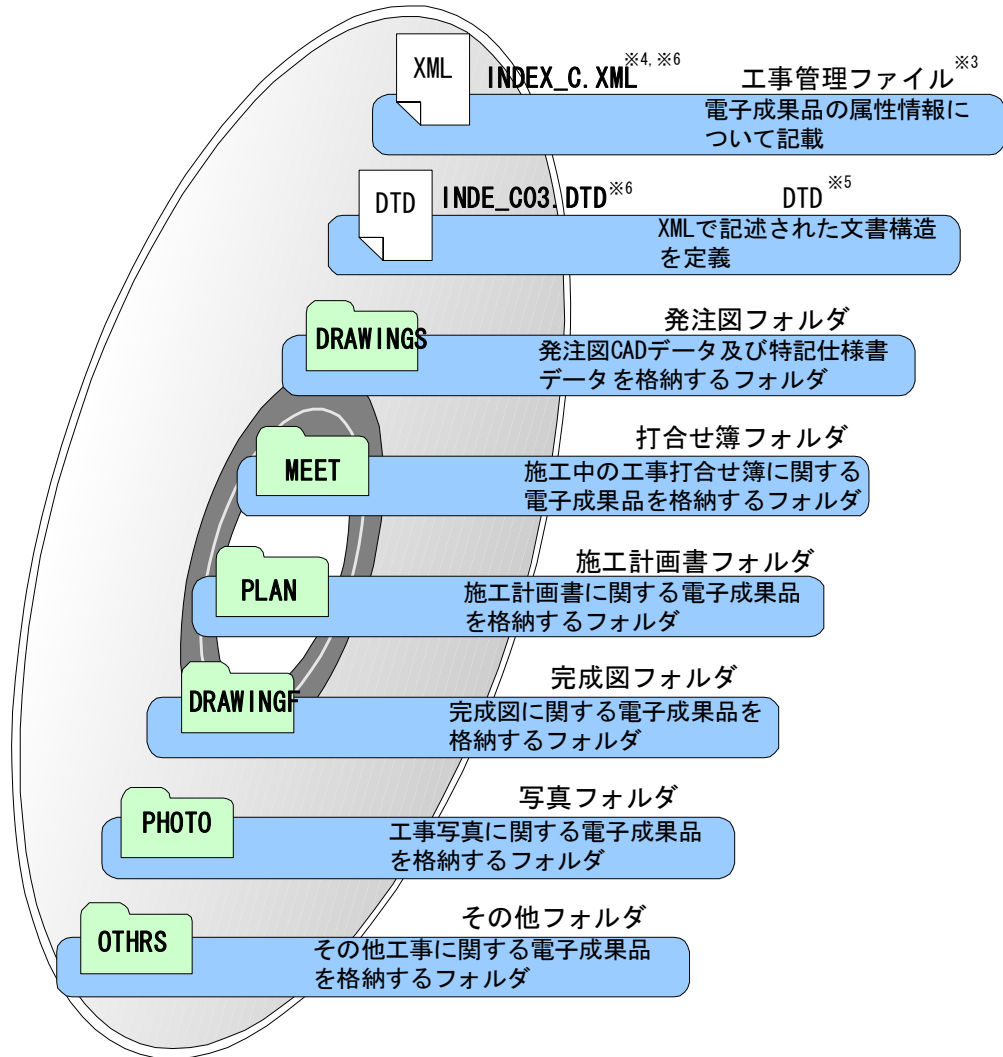 XML INDEX_C.XML※4,※6 工事管理ファイル※3
電子成果品の属性情報に
ついて記載
DTD INDE_C03.DTD※6 DTD※5
XMLで記述された文書構造
を定義
発注図フォルダ
DRAWINGS 発注図CADデータ及び特記仕様書
データを格納するフォルダ
打合せ簿フォルダ
MEET 施工中の工事打合せ簿に関する
電子成果品を格納するフォルダ
施工計画書フォルダ
PLAN 施工計画書に関する電子成果品
を格納するフォルダ
完成図フォルダ
DRAWINGF 完成図に関する電子成果品を
格納するフォルダ
写真フォルダ
PHOTO 工事写真に関する電子成果品
を格納するフォルダ
その他フォルダ
OTHRS その他工事に関する電子成果品
を格納するフォルダ